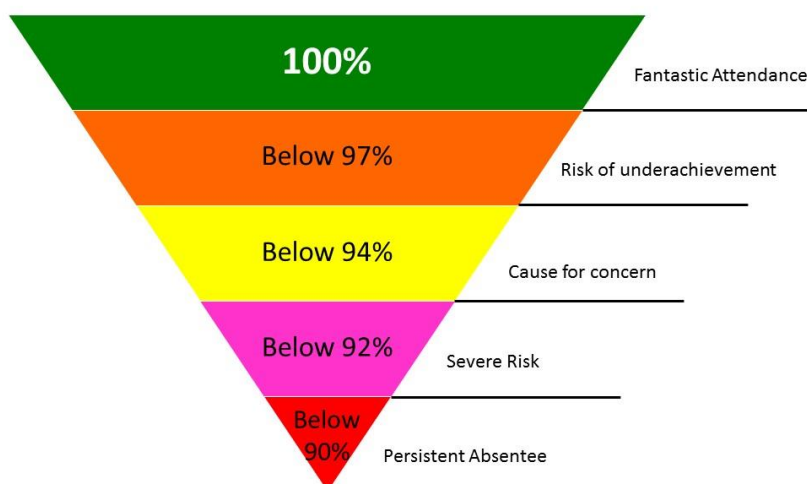 100%
Fantastic Attendance
Below 97%
Risk of underachievement
Below 94%
Cause for concern
Below 92%
Severe Risk
Below
90%
Persistent Absentee